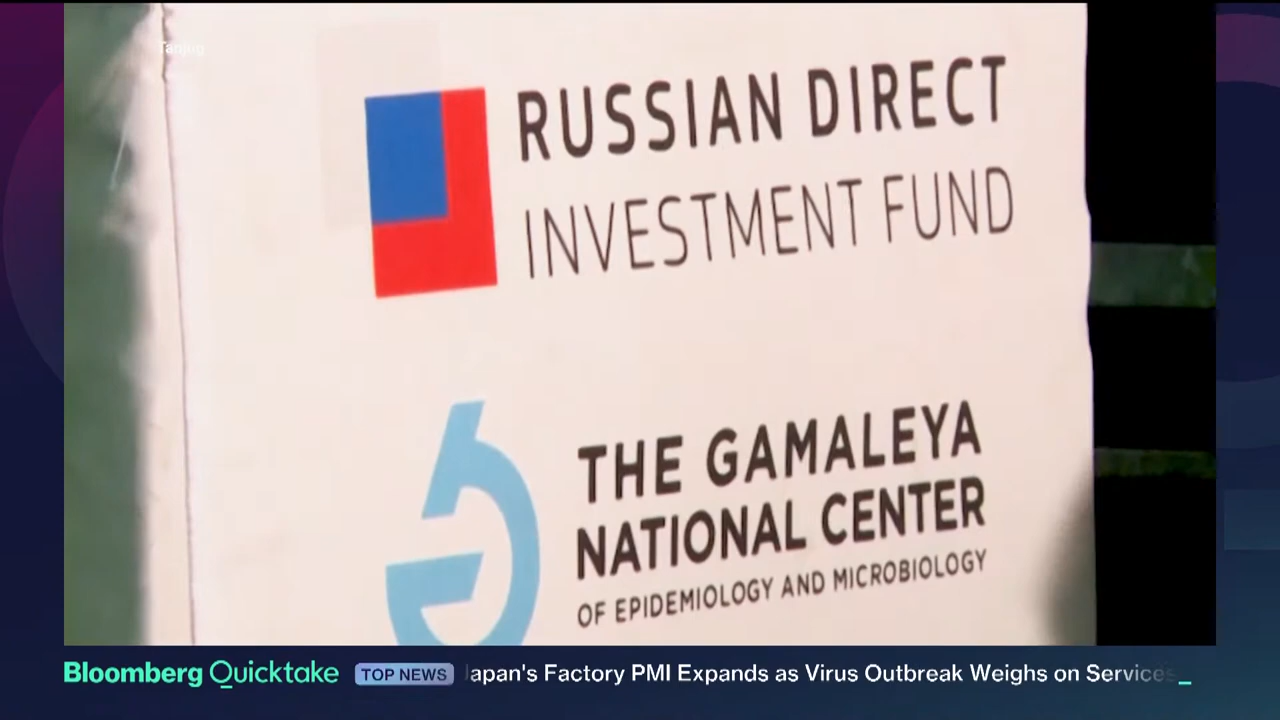 Tanjug
RUSSIAN DIRECT
INVESTMENT FUND
THE GAMALEYA
NATIONAL CENTER
OF EPIDEMIOLOGY AND MICROBIOLOGY
Bloomberg Quicktake TOP NEWS Japan's Factory PMI Expands as Virus Outbreak Weighs on Services